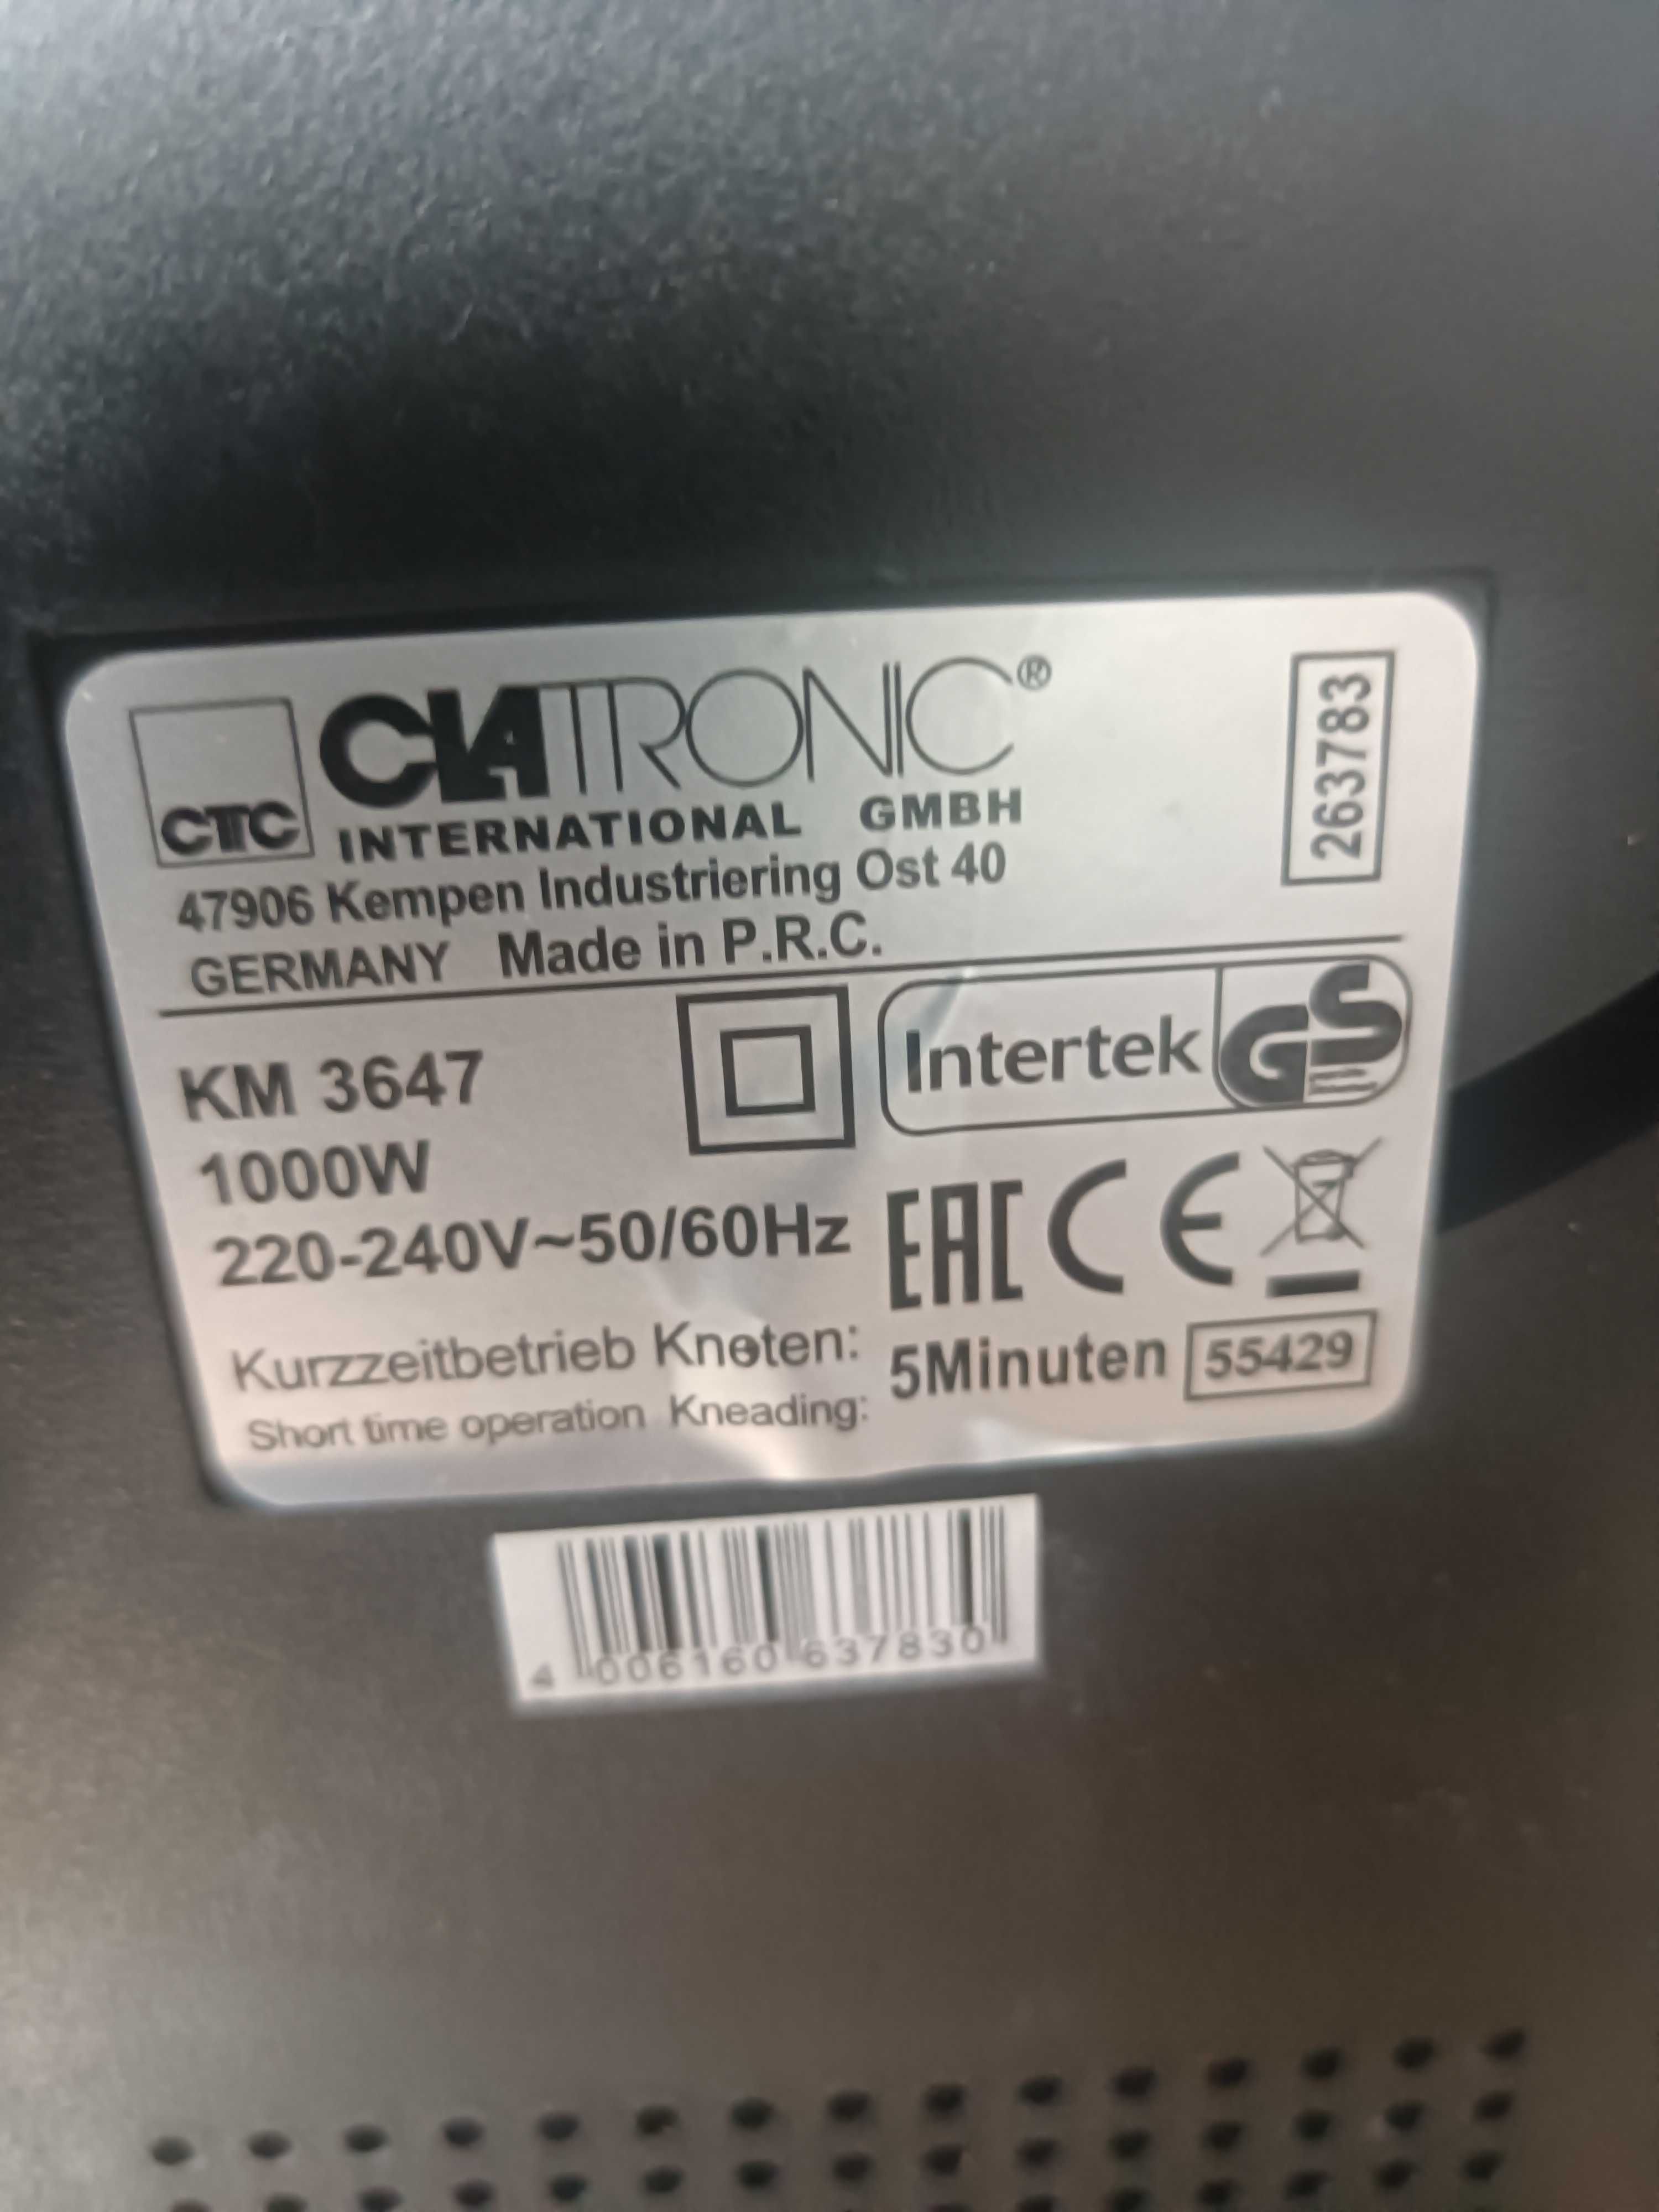 CTC
CLATRONIC®
INTERNATIONAL GMBH
47906 Kempen Industriering Ost 40
GERMANY Made in P.R.C.
263783
KM 3647
1000W
220-240V~50/60Hz
Intertek GS
EAC CE
Kurzzeitbetrieb Kneten: 5Minuten
Short time operation Kneading:
55429
4 006160 637830